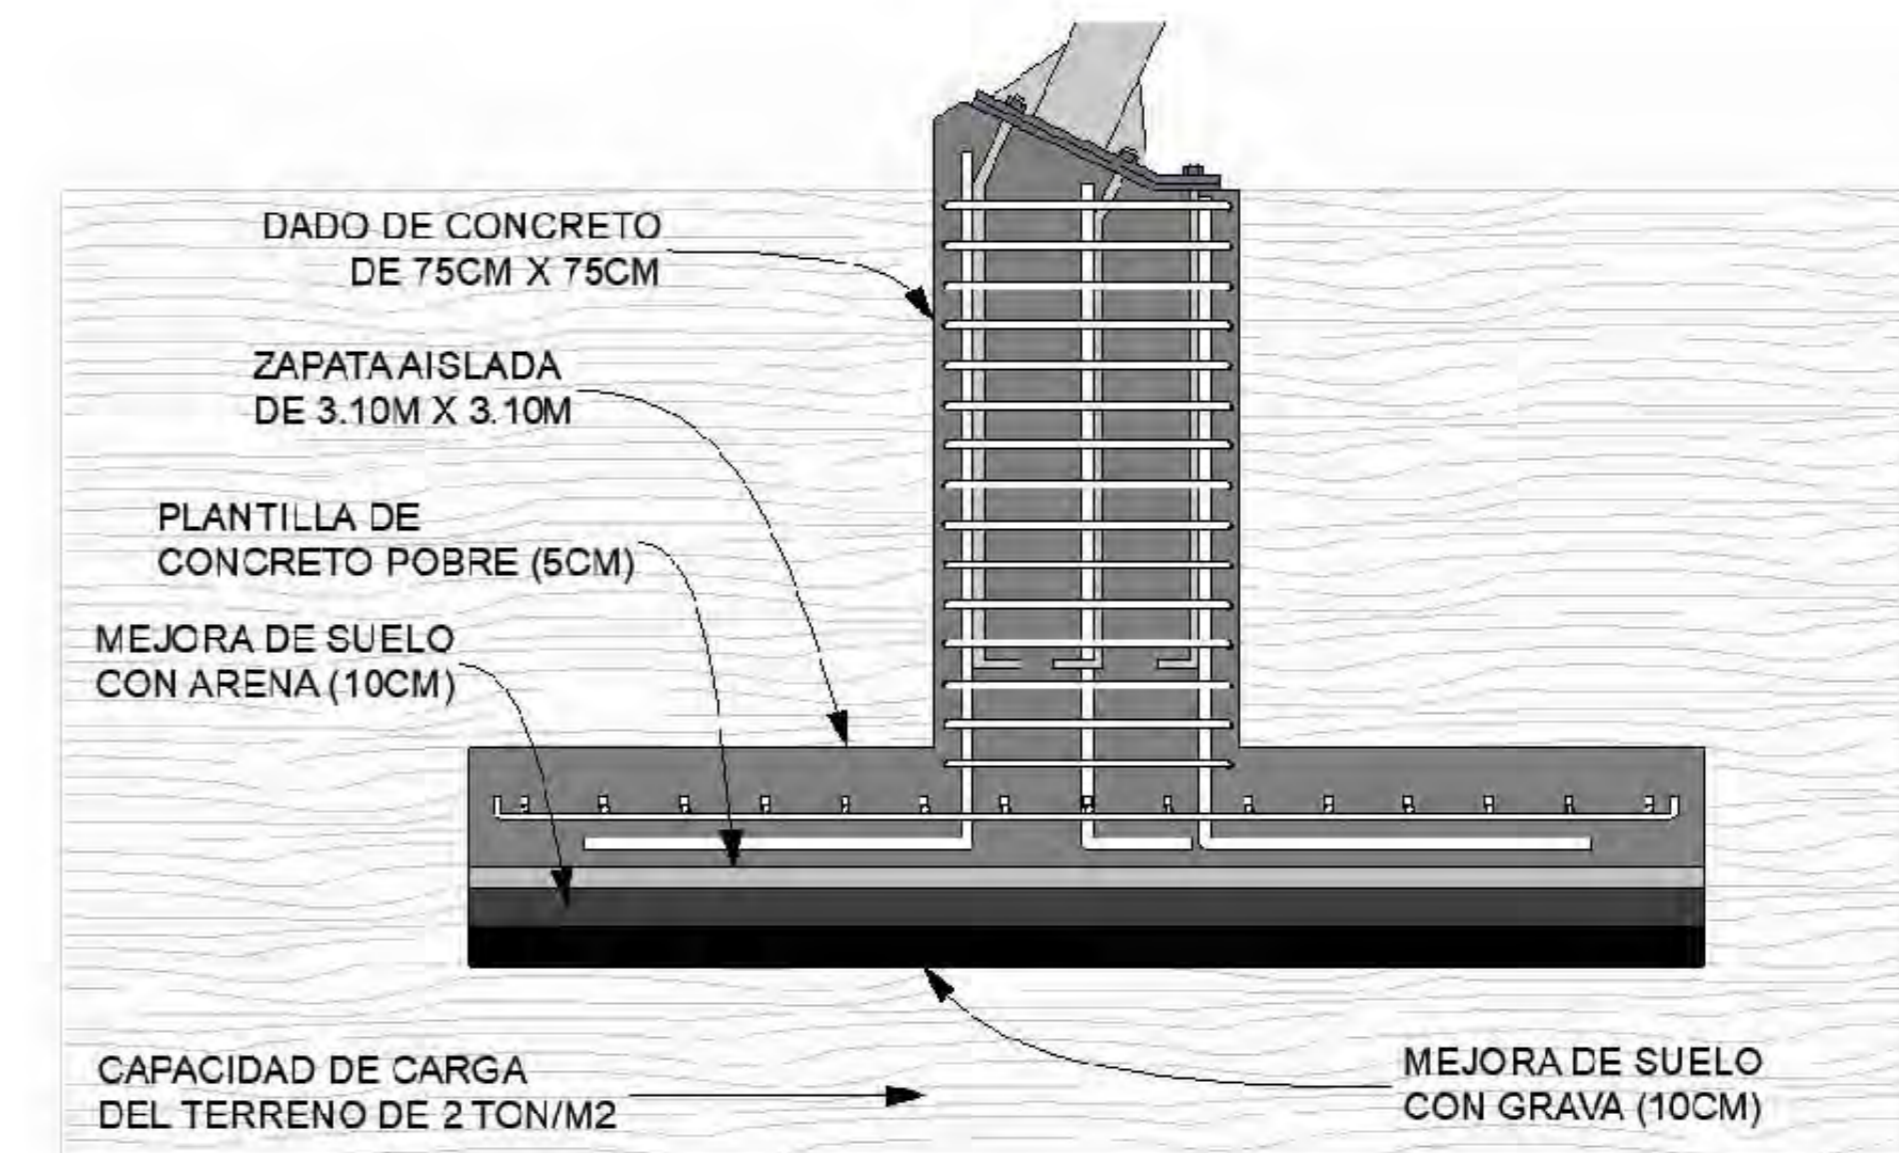 DADO DE CONCRETO
DE 75CM X 75CM
ZAPATA AISLADA
DE 3.10M X 3.10M
PLANTILLA DE
CONCRETO POBRE (5CM)
MEJORA DE SUELO
CON ARENA (10CM)
CAPACIDAD DE CARGA
DEL TERRENO DE 2 TON/M2
MEJORA DE SUELO
CON GRAVA (10CM)